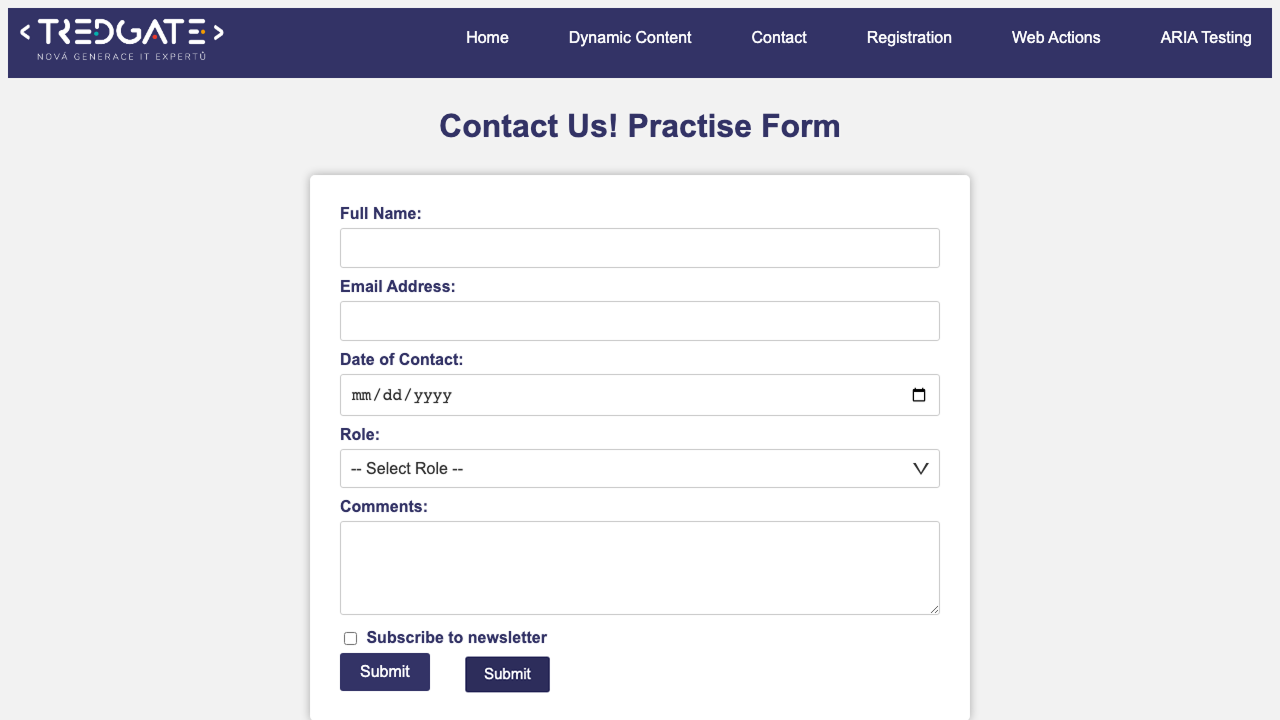 < TREDGATE >
NOVÁ GENERACE IT EXPERTŮ
Home Dynamic Content Contact Registration Web Actions ARIA Testing
Contact Us! Practise Form
Full Name:
Email Address:
Date of Contact:
mm/dd/yyyy
Role:
-- Select Role --
Comments:
Subscribe to newsletter
Submit Submit